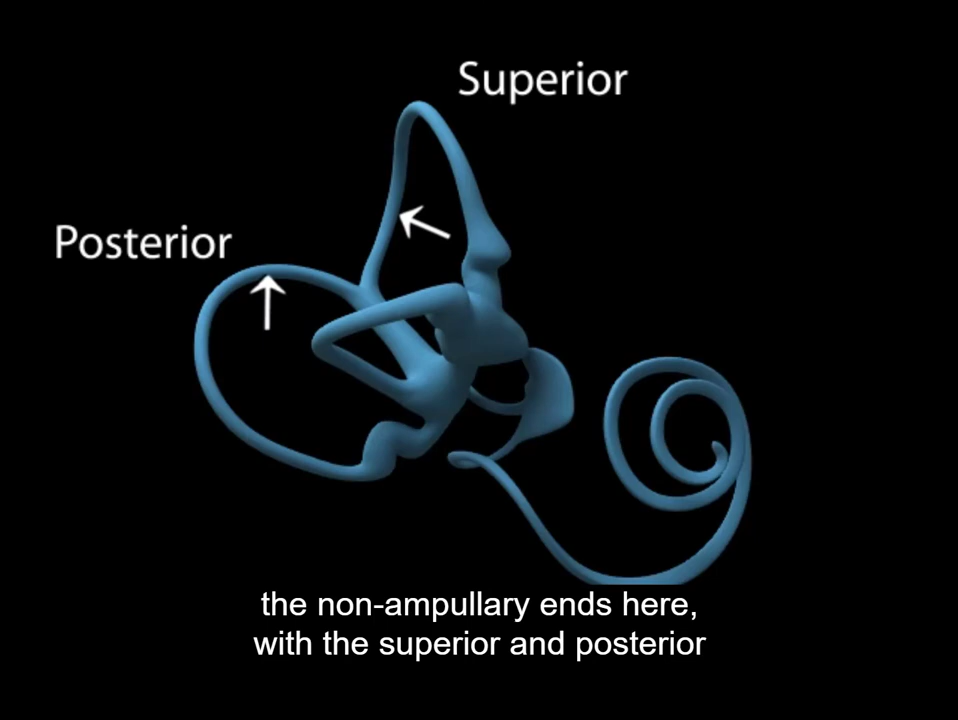 Superior
Posterior
the non-ampullary ends here,
with the superior and posterior